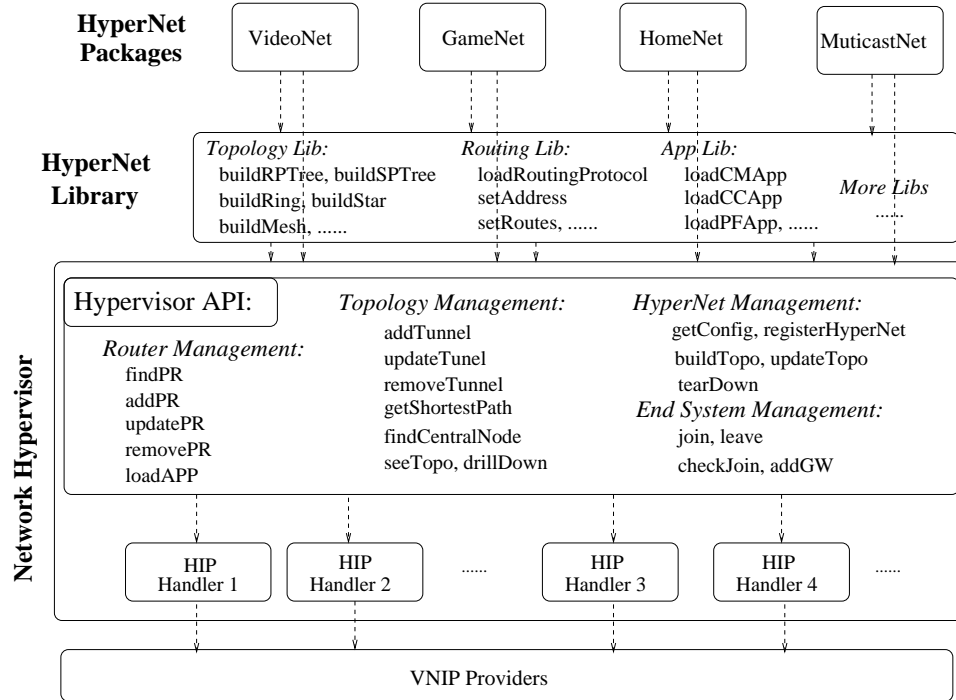 HyperNet
Packages
VideoNet
GameNet
HomeNet
MuticastNet
HyperNet
Library
Topology Lib:
buildRPTree, buildSPTree
buildRing, buildStar
buildMesh, ......
Routing Lib:
loadRoutingProtocol
setAddress
setRoutes, ......
App Lib:
loadCMApp
loadCCApp
loadPFApp, ......
More Libs
......
Network Hypervisor
Hypervisor API:
Router Management:
findPR
addPR
updatePR
removePR
loadAPP
Topology Management:
addTunnel
updateTunel
removeTunnel
getShortestPath
findCentralNode
seeTopo, drillDown
HyperNet Management:
getConfig, registerHyperNet
buildTopo, updateTopo
tearDown
End System Management:
join, leave
checkJoin, addGW
HIP
Handler 1
HIP
Handler 2
......
HIP
Handler 3
HIP
Handler 4
......
VNIP Providers